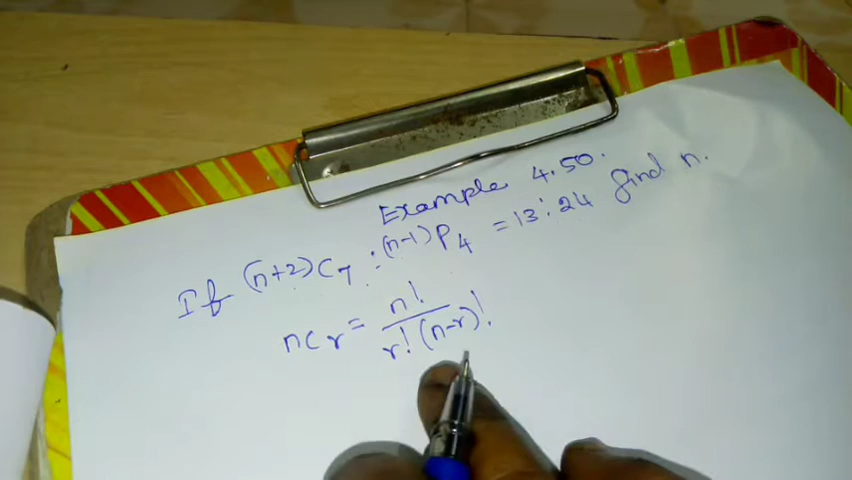 Example 4.50.
If (n+2)C₇ : (n-1)P₄ = 13:24 find n.
nCᵣ = n! / r!(n-r)!